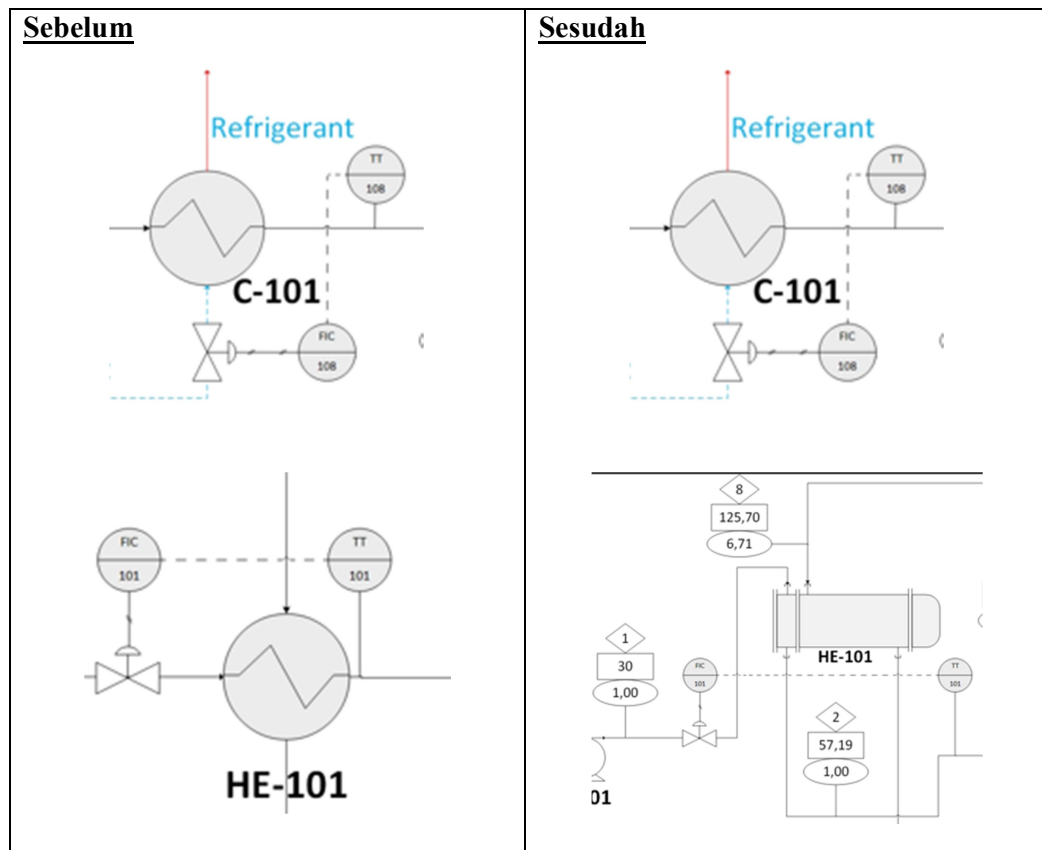 Sebelum
Refrigerant
TT
108
C-101
FIC
108
FIC
101
TT
101
HE-101
Sesudah
Refrigerant
TT
108
C-101
FIC
108
8
125,70
6,71
HE-101
1
30
1,00
FIC
101
TT
101
2
57,19
1,00
01